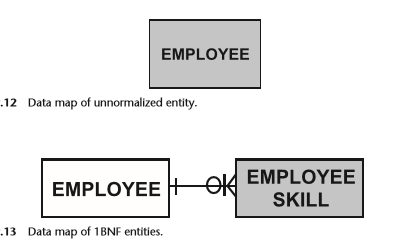 EMPLOYEE
.12 Data map of unnormalized entity.
EMPLOYEE
EMPLOYEE
SKILL
.13 Data map of 1BNF entities.